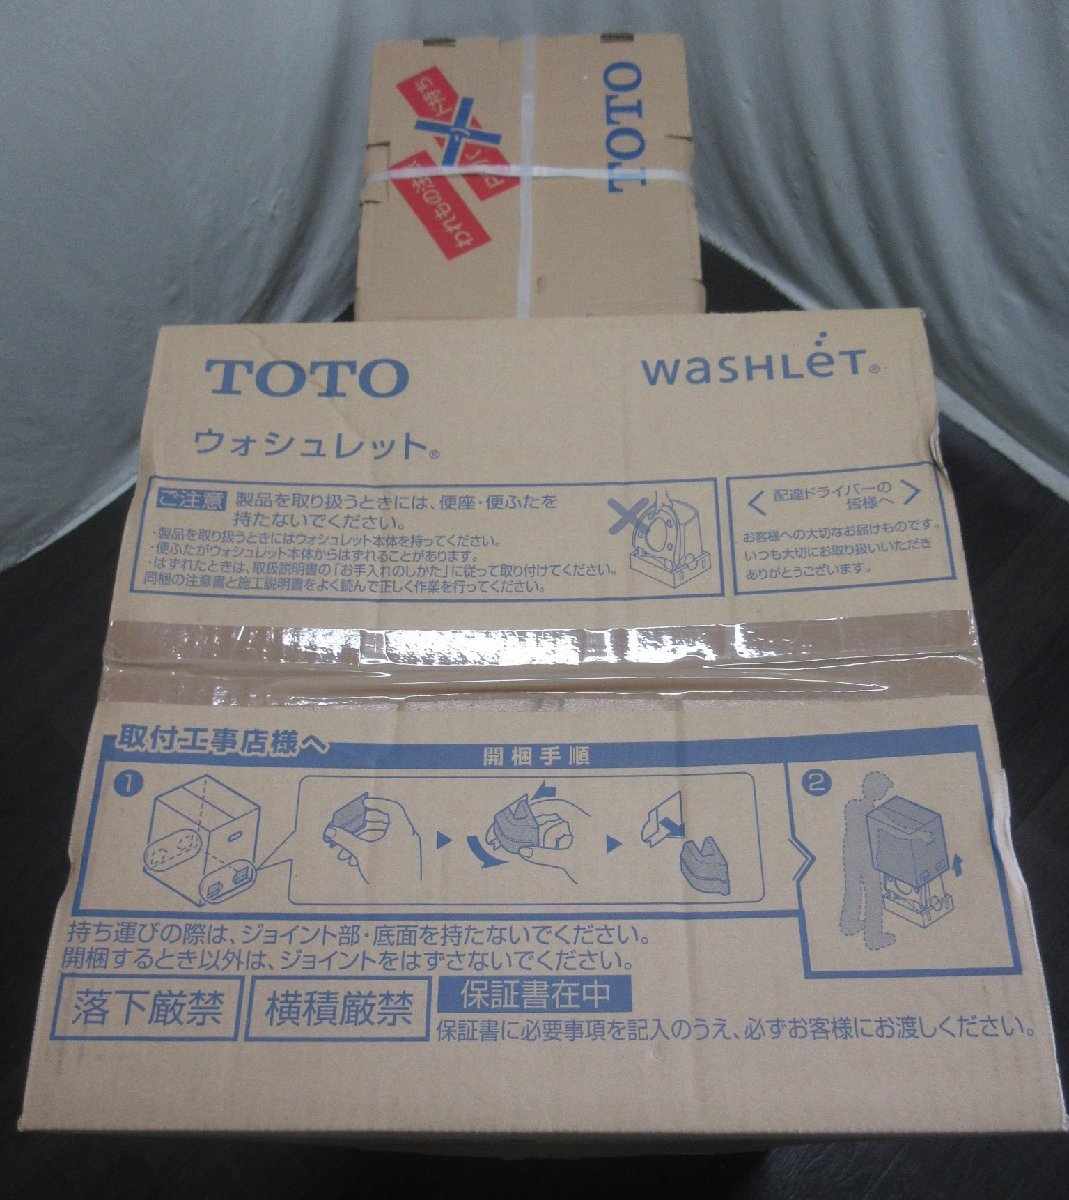 TOTO
われもの注意
TOTO
WASHLET®
ウォシュレット®
ご注意 製品を取り扱うときには、便座・便ふたを
持たないでください。
・製品を取り扱うときにはウォシュレット本体を持ってください。
・便ふたがウォシュレット本体からはずれることがあります。
・はずれたときは、取扱説明書の「お手入れのしかた」に従って取り付けてください。
同梱の注意書と施工説明書をよく読んで正しく作業を行ってください。
配達ドライバーの
皆様へ
お客様への大切なお届けものです。
いつも大切にお取り扱いいただき
ありがとうございます。
取付工事店様へ
開梱手順
1
2
持ち運びの際は、ジョイント部・底面を持たないでください。
開梱するとき以外は、ジョイントをはずさないでください。
落下厳禁
横積厳禁
保証書在中
保証書に必要事項を記入のうえ、必ずお客様にお渡しください。